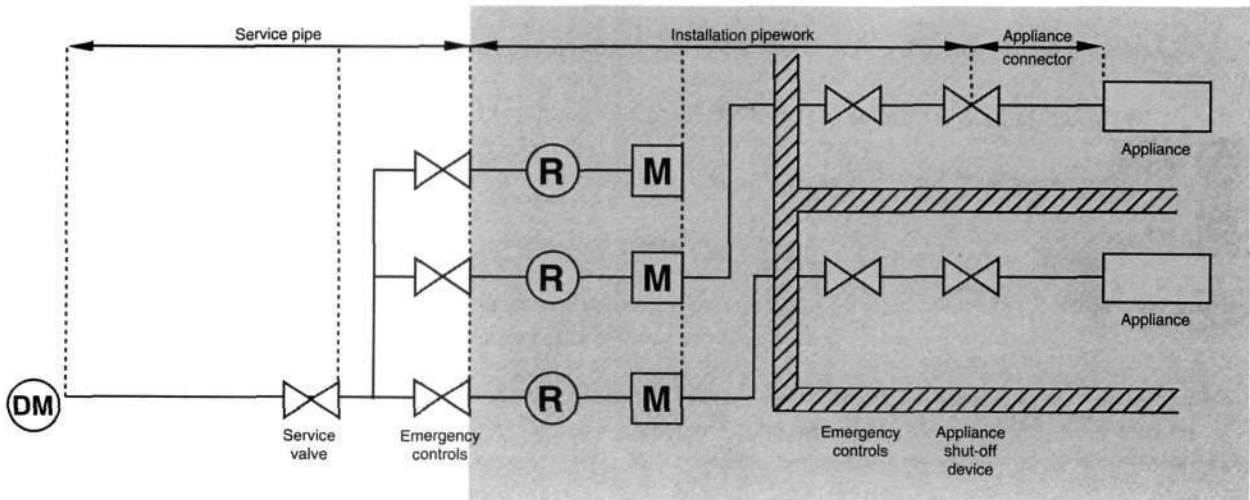 Service pipe
Installation pipework
Appliance
connector
Appliance
R
M
R
M
Appliance
DM
R
M
Service
valve
Emergency
controls
Emergency
controls
Appliance
shut-off
device